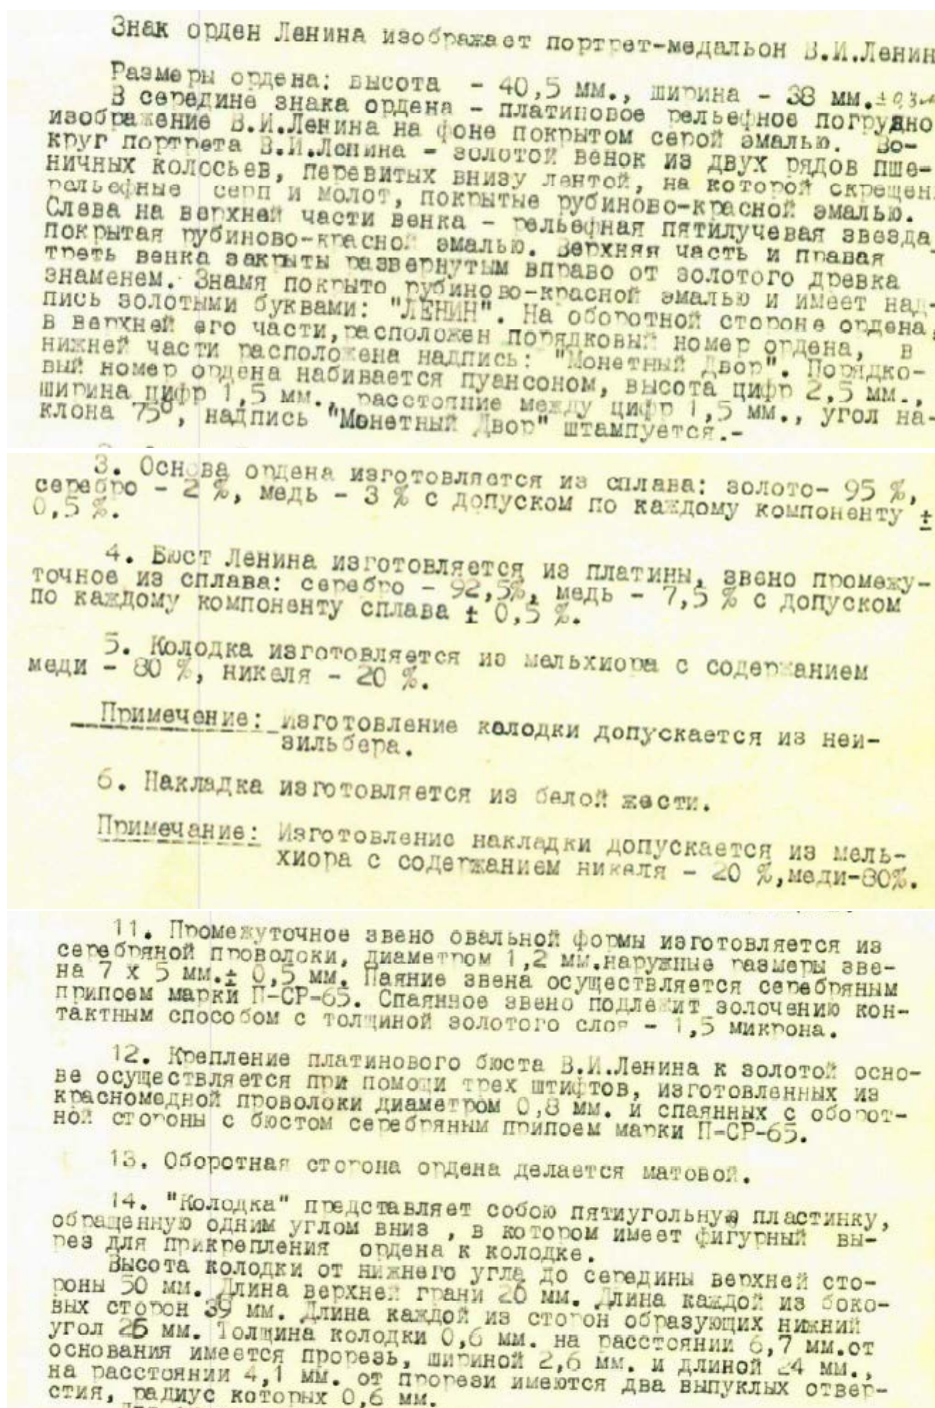 Знак орден Ленина изображает портрет-медальон В.И.Ленин
Размеры ордена: высота - 40,5 мм., ширина - 38 мм.
В середине знака ордена - платиновое рельефное погрудно
изображение В.И.Ленина на фоне покрытом серой эмалью. Во-
круг портрета В.И.Ленина - золотой венок из двух рядов пше-
ничных колосьев, перевитых внизу лентой, на которой скрещен
рельефные серп и молот, покрытые рубиново-красной эмалью.
Слева на верхней части венка - рельефная пятилучевая звезда
покрытая рубиново-красной эмалью. Верхняя часть и правая
треть венка закрыты развернутым вправо от золотого древка
знаменем. Знамя покрыто рубиново-красной эмалью и имеет над-
пись золотыми буквами: "ЛЕНИН". На оборотной стороне ордена,
в верхней его части, расположен порядковый номер ордена, в
нижней части расположена надпись: "Монетный Двор". Порядко-
вый номер ордена набивается пуансоном, высота цифр 2,5 мм.,
ширина цифр 1,5 мм., расстояние между цифр 1,5 мм., угол на-
клона 75°, надпись "Монетный Двор" штампуется.-
3. Основа ордена изготовляется из сплава: золото- 95 %,
серебро - 2 %, медь - 3 % с допуском по каждому компоненту ±
0,5 %.
4. Бюст Ленина изготовляется из платины, звено промежу-
точное из сплава: серебро - 92,5%, медь - 7,5 % с допуском
по каждому компоненту сплава ± 0,5 %.
5. Колодка изготовляется из мельхиора с содержанием
меди - 80 %, никеля - 20 %.
Примечение: Изготовление колодки допускается из ней-
зильбера.
6. Накладка изготовляется из белой жести.
Примечание: Изготовление накладки допускается из мель-
хиора с содержанием никеля - 20 %, меди-80%.
11. Промежуточное звено овальной формы изготовляется из
серебряной проволоки, диаметром 1,2 мм. наружные размеры зве-
на 7 х 5 мм.± 0,5 мм. Паяние звена осуществляется серебряным
припоем марки П-СР-65. Спаянное звено подлежит золочению кон-
тактным способом с толщиной золотого слоя - 1,5 микрона.
12. Крепление платинового бюста В.И.Ленина к золотой осно-
ве осуществляется при помощи трех штифтов, изготовленных из
красномедной проволоки диаметром 0,8 мм. и спаянных с оборот-
ной стороны с бюстом серебряным припоем марки П-СР-65.
13. Оборотная сторона ордена делается матовой.
14. "Колодка" представляет собою пятиугольную пластинку,
обращенную одним углом вниз , в котором имеет фигурный вы-
рез для прикрепления ордена к колодке.
Высота колодки от нижнего угла до середины верхней сто-
роны 50 мм. Длина верхней грани 26 мм. Длина каждой из боко-
вых сторон 39 мм. Длина каждой из сторон образующих нижний
угол 26 мм. Толщина колодки 0,6 мм. на расстоянии 6,7 мм.от
основания имеется прорезь, шириной 2,6 мм. и длиной 24 мм.,
на расстоянии 4,1 мм. от прорези имеются два выпуклых отвер-
стия, радиус которых 0,6 мм.